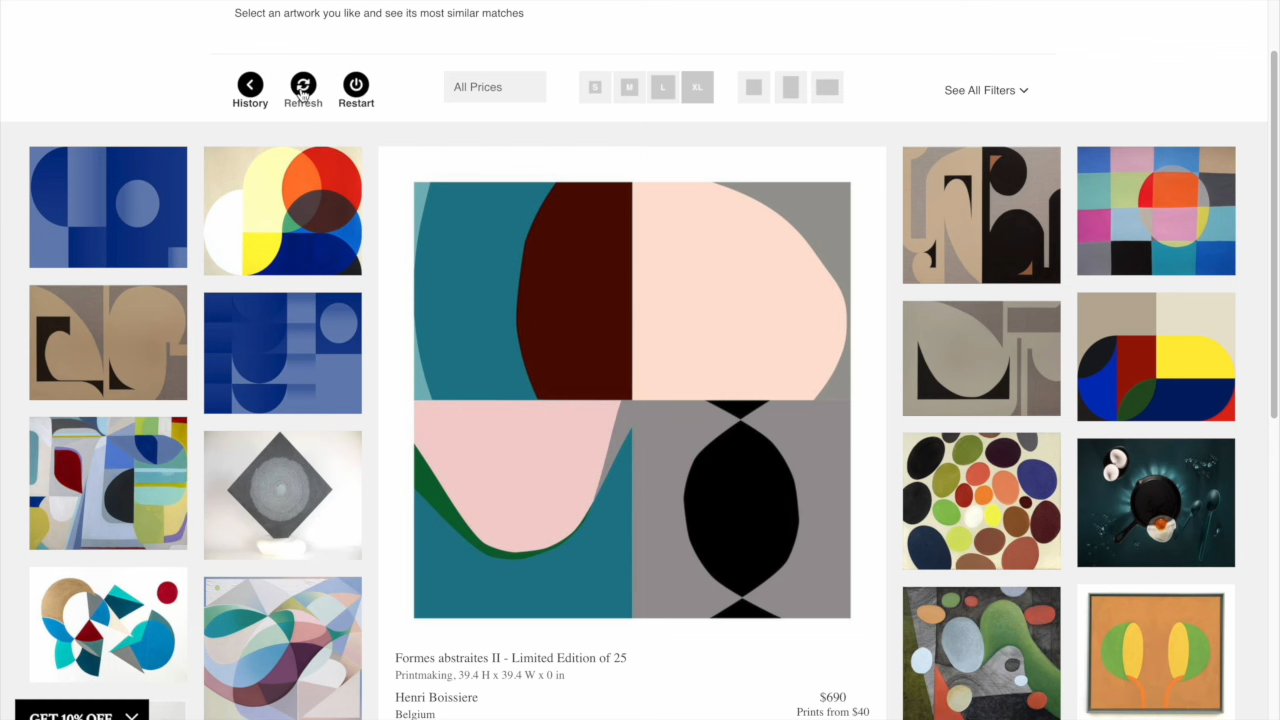 Select an artwork you like and see its most similar matches
History
Refresh
Restart
All Prices
S
M
L
XL
See All Filters
Formes abstraites II - Limited Edition of 25
Printmaking, 39.4 H x 39.4 W x 0 in
Henri Boissiere
$690
Belgium
Prints from $40
GET 10% OFF